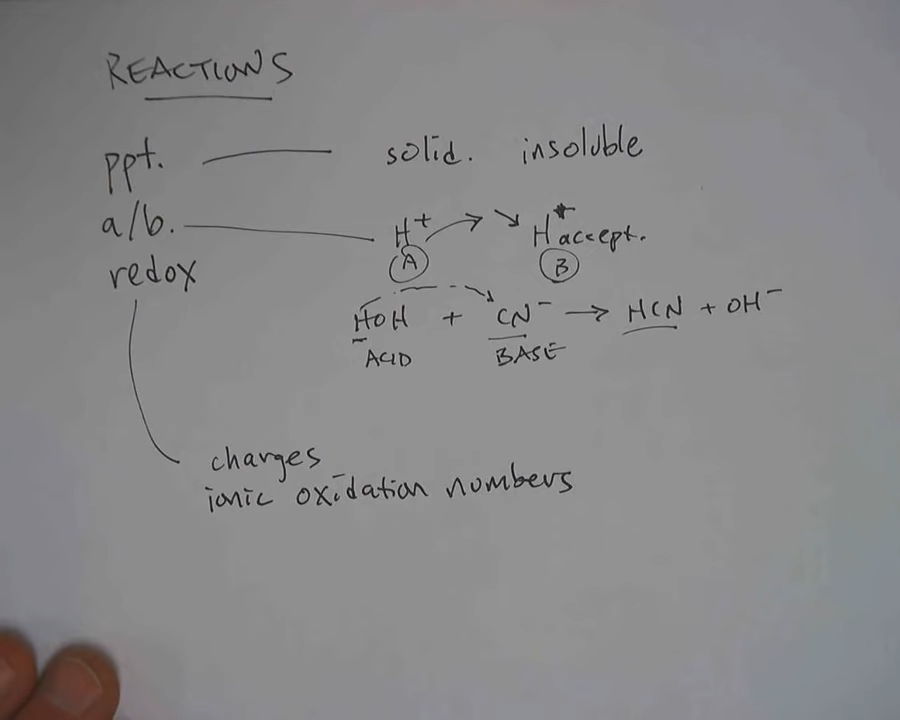 REACTIONS
ppt. — solid. insoluble
a/b. — H⁺ → ↘ H⁺ accept.
A B
redox
HOH + CN⁻ → HCN + OH⁻
ACID BASE
charges
ionic oxidation numbers